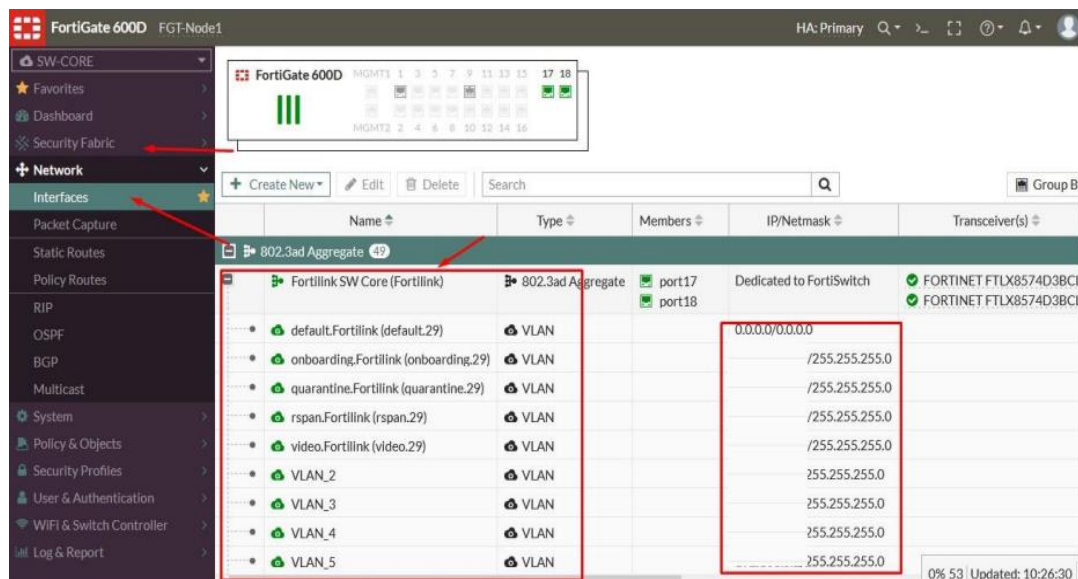 FortiGate 600D FGT-Node1 HA: Primary
SW-CORE
Favorites
Dashboard
Security Fabric
Network
Interfaces
Packet Capture
Static Routes
Policy Routes
RIP
OSPF
BGP
Multicast
System
Policy & Objects
Security Profiles
User & Authentication
WiFi & Switch Controller
Log & Report
FortiGate 600D MGMT1 1 3 5 7 9 11 13 15 17 18
MGMT2 2 4 6 8 10 12 14 16
+ Create New Edit Delete Search Group B
Name Type Members IP/Netmask Transceiver(s)
802.3ad Aggregate 49
Fortilink SW Core (Fortilink) 802.3ad Aggregate port17 Dedicated to FortiSwitch FORTINET FTLX8574D3BCL
port18 FORTINET FTLX8574D3BCL
default.Fortilink (default.29) VLAN 0.0.0.0/0.0.0.0
onboarding.Fortilink (onboarding.29) VLAN /255.255.255.0
quarantine.Fortilink (quarantine.29) VLAN /255.255.255.0
rspan.Fortilink (rspan.29) VLAN /255.255.255.0
video.Fortilink (video.29) VLAN /255.255.255.0
VLAN_2 VLAN 255.255.255.0
VLAN_3 VLAN 255.255.255.0
VLAN_4 VLAN 255.255.255.0
VLAN_5 VLAN 255.255.255.0
0% 53 Updated: 10:26:30